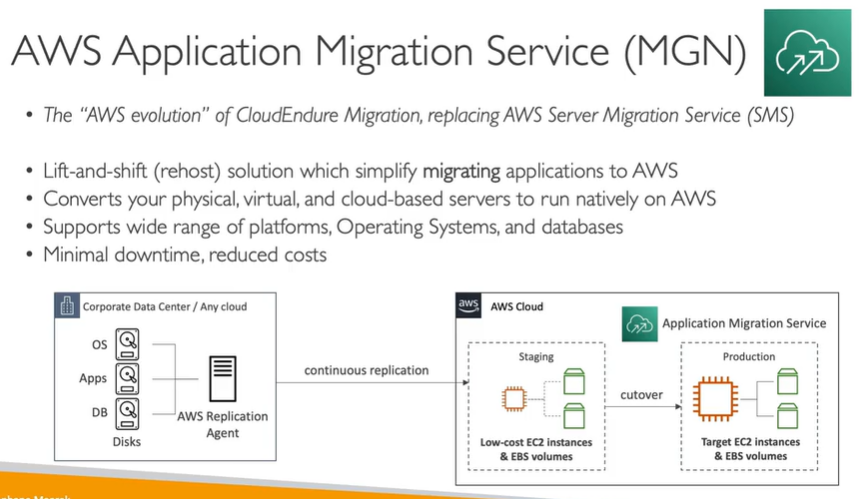 AWS Application Migration Service (MGN)
• The “AWS evolution” of CloudEndure Migration, replacing AWS Server Migration Service (SMS)
• Lift-and-shift (rehost) solution which simplify migrating applications to AWS
• Converts your physical, virtual, and cloud-based servers to run natively on AWS
• Supports wide range of platforms, Operating Systems, and databases
• Minimal downtime, reduced costs
Corporate Data Center / Any cloud
OS
Apps
DB
Disks
AWS Replication
Agent
continuous replication
aws
AWS Cloud
Application Migration Service
Staging
Low-cost EC2 instances
& EBS volumes
cutover
Production
Target EC2 instances
& EBS volumes